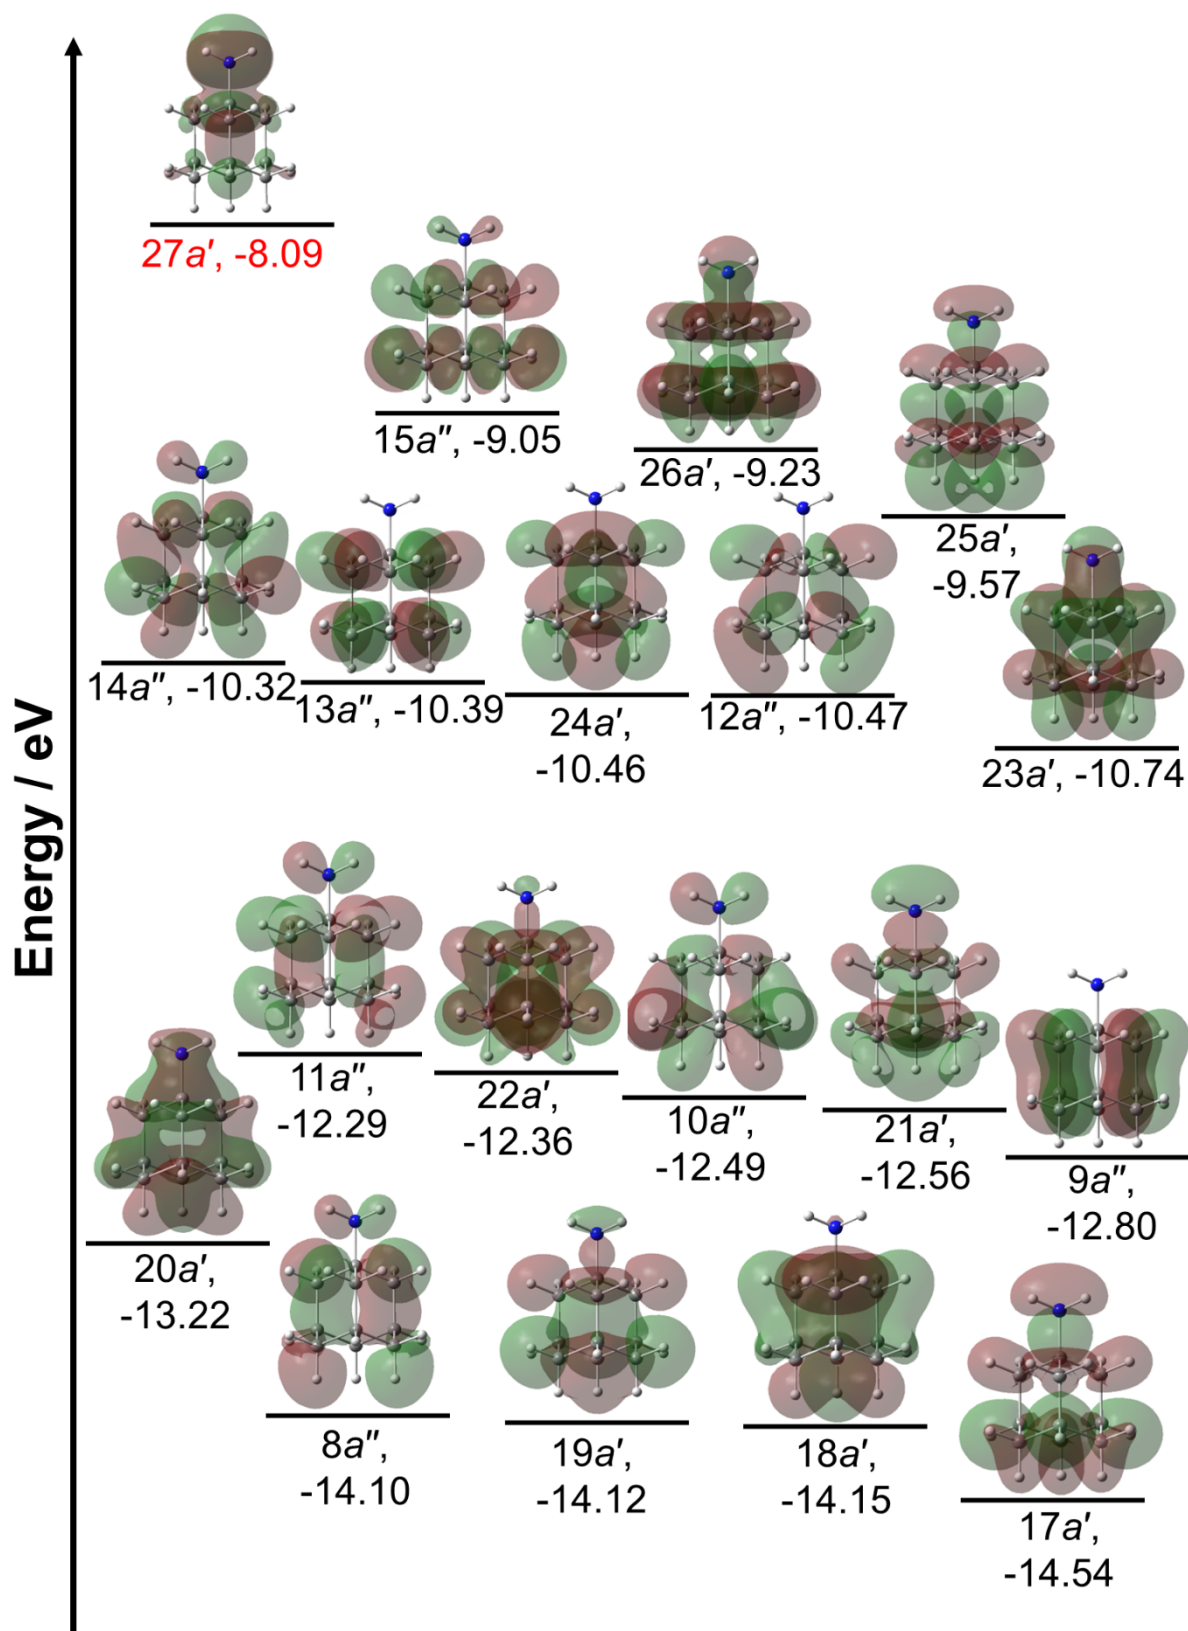 Energy / eV
27a′, -8.09
15a″, -9.05
26a′, -9.23
25a′,
-9.57
14a″, -10.32
13a″, -10.39
24a′,
-10.46
12a″, -10.47
23a′, -10.74
11a″,
-12.29
22a′,
-12.36
10a″,
-12.49
21a′,
-12.56
9a″,
-12.80
20a′,
-13.22
8a″,
-14.10
19a′,
-14.12
18a′,
-14.15
17a′,
-14.54